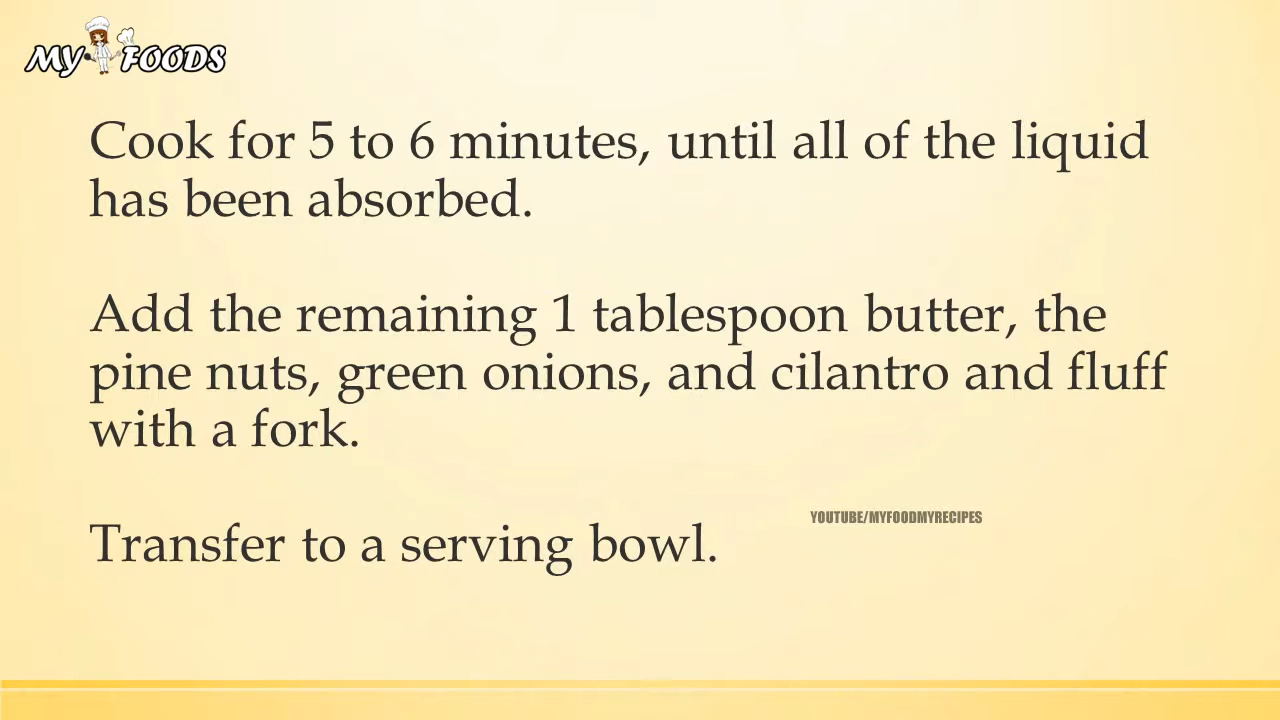 MY FOODS
Cook for 5 to 6 minutes, until all of the liquid
has been absorbed.
Add the remaining 1 tablespoon butter, the
pine nuts, green onions, and cilantro and fluff
with a fork.
YOUTUBE/MYFOODMYRECIPES
Transfer to a serving bowl.